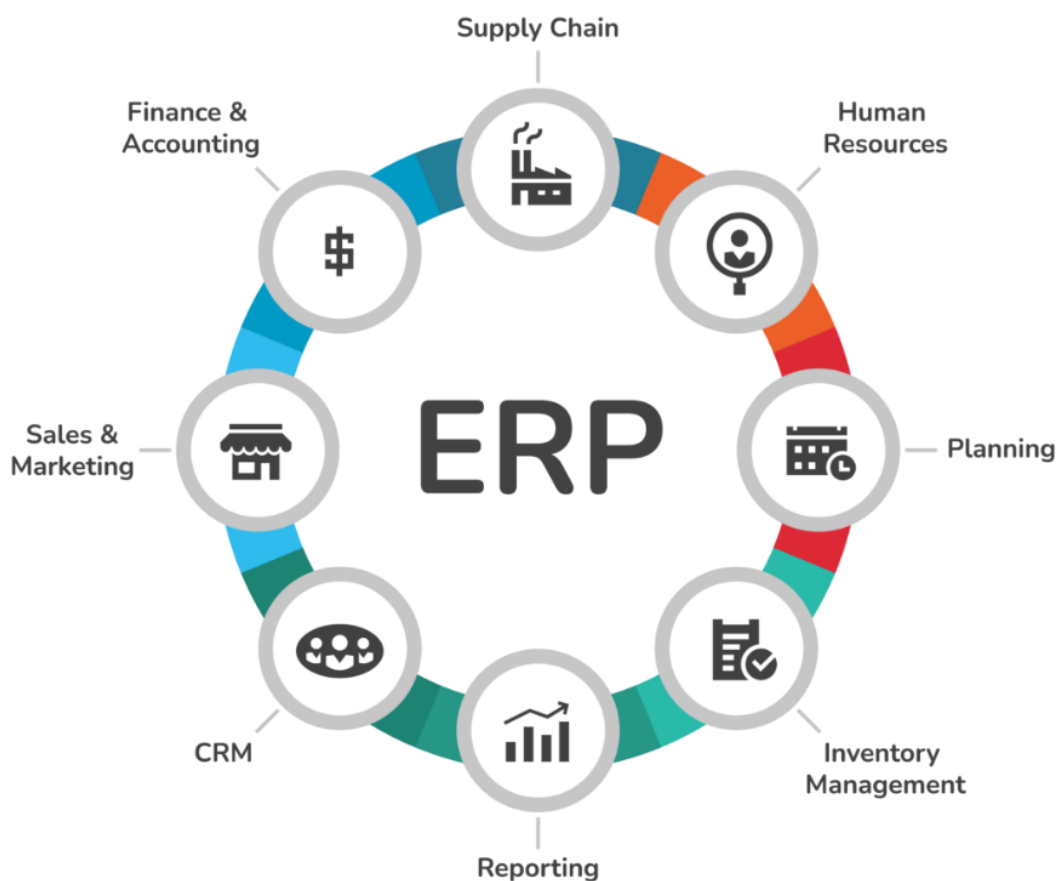 Supply Chain
Finance &
Accounting
Human
Resources
Sales &
Marketing
ERP
Planning
CRM
Inventory
Management
Reporting